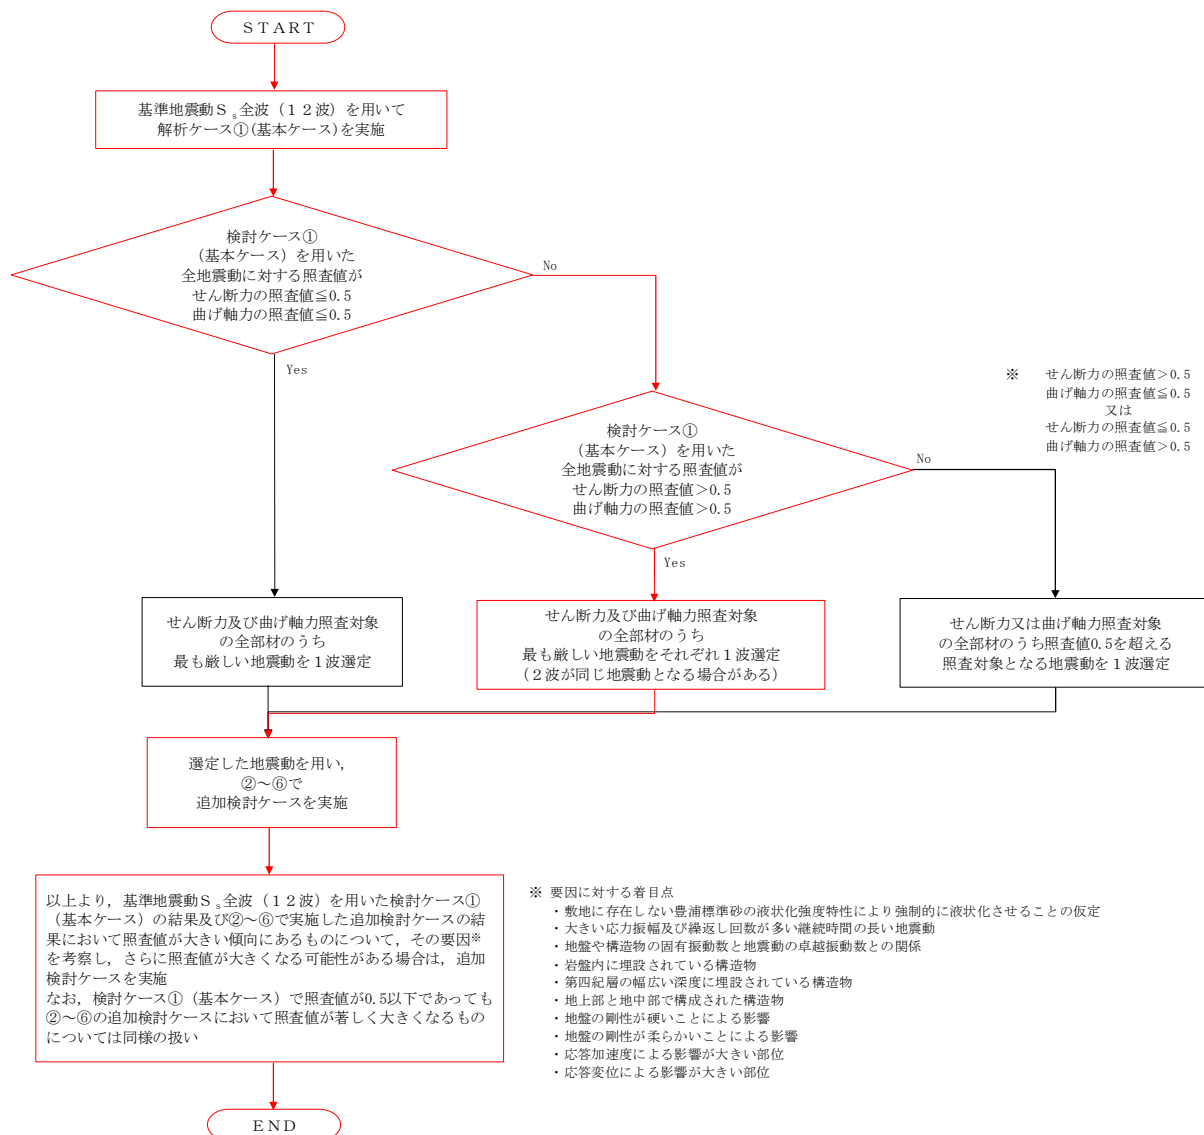 START
基準地震動Ｓs全波（１２波）を用いて
解析ケース①(基本ケース)を実施
検討ケース①
（基本ケース）を用いた
全地震動に対する照査値が
せん断力の照査値≦0.5
曲げ軸力の照査値≦0.5
No
Yes
※ せん断力の照査値＞0.5
曲げ軸力の照査値≦0.5
又は
せん断力の照査値≦0.5
曲げ軸力の照査値＞0.5
検討ケース①
（基本ケース）を用いた
全地震動に対する照査値が
せん断力の照査値＞0.5
曲げ軸力の照査値＞0.5
No
Yes
せん断力及び曲げ軸力照査対象
の全部材のうち
最も厳しい地震動を１波選定
せん断力及び曲げ軸力照査対象
の全部材のうち
最も厳しい地震動をそれぞれ１波選定
（２波が同じ地震動となる場合がある）
せん断力又は曲げ軸力照査対象
の全部材のうち照査値0.5を超える
照査対象となる地震動を１波選定
選定した地震動を用い，
②～⑥で
追加検討ケースを実施
以上より，基準地震動Ｓs全波（１２波）を用いた検討ケース①
（基本ケース）の結果及び②～⑥で実施した追加検討ケースの結
果において照査値が大きい傾向にあるものについて，その要因※
を考察し，さらに照査値が大きくなる可能性がある場合は，追加
検討ケースを実施
なお，検討ケース①（基本ケース）で照査値が0.5以下であっても
②～⑥の追加検討ケースにおいて照査値が著しく大きくなるもの
については同様の扱い
※ 要因に対する着目点
・敷地に存在しない豊浦標準砂の液状化強度特性により強制的に液状化させることの仮定
・大きい応力振幅及び繰返し回数が多い継続時間の長い地震動
・地盤や構造物の固有振動数と地震動の卓越振動数との関係
・岩盤内に埋設されている構造物
・第四紀層の幅広い深度に埋設されている構造物
・地上部と地中部で構成された構造物
・地盤の剛性が硬いことによる影響
・地盤の剛性が柔らかいことによる影響
・応答加速度による影響が大きい部位
・応答変位による影響が大きい部位
END